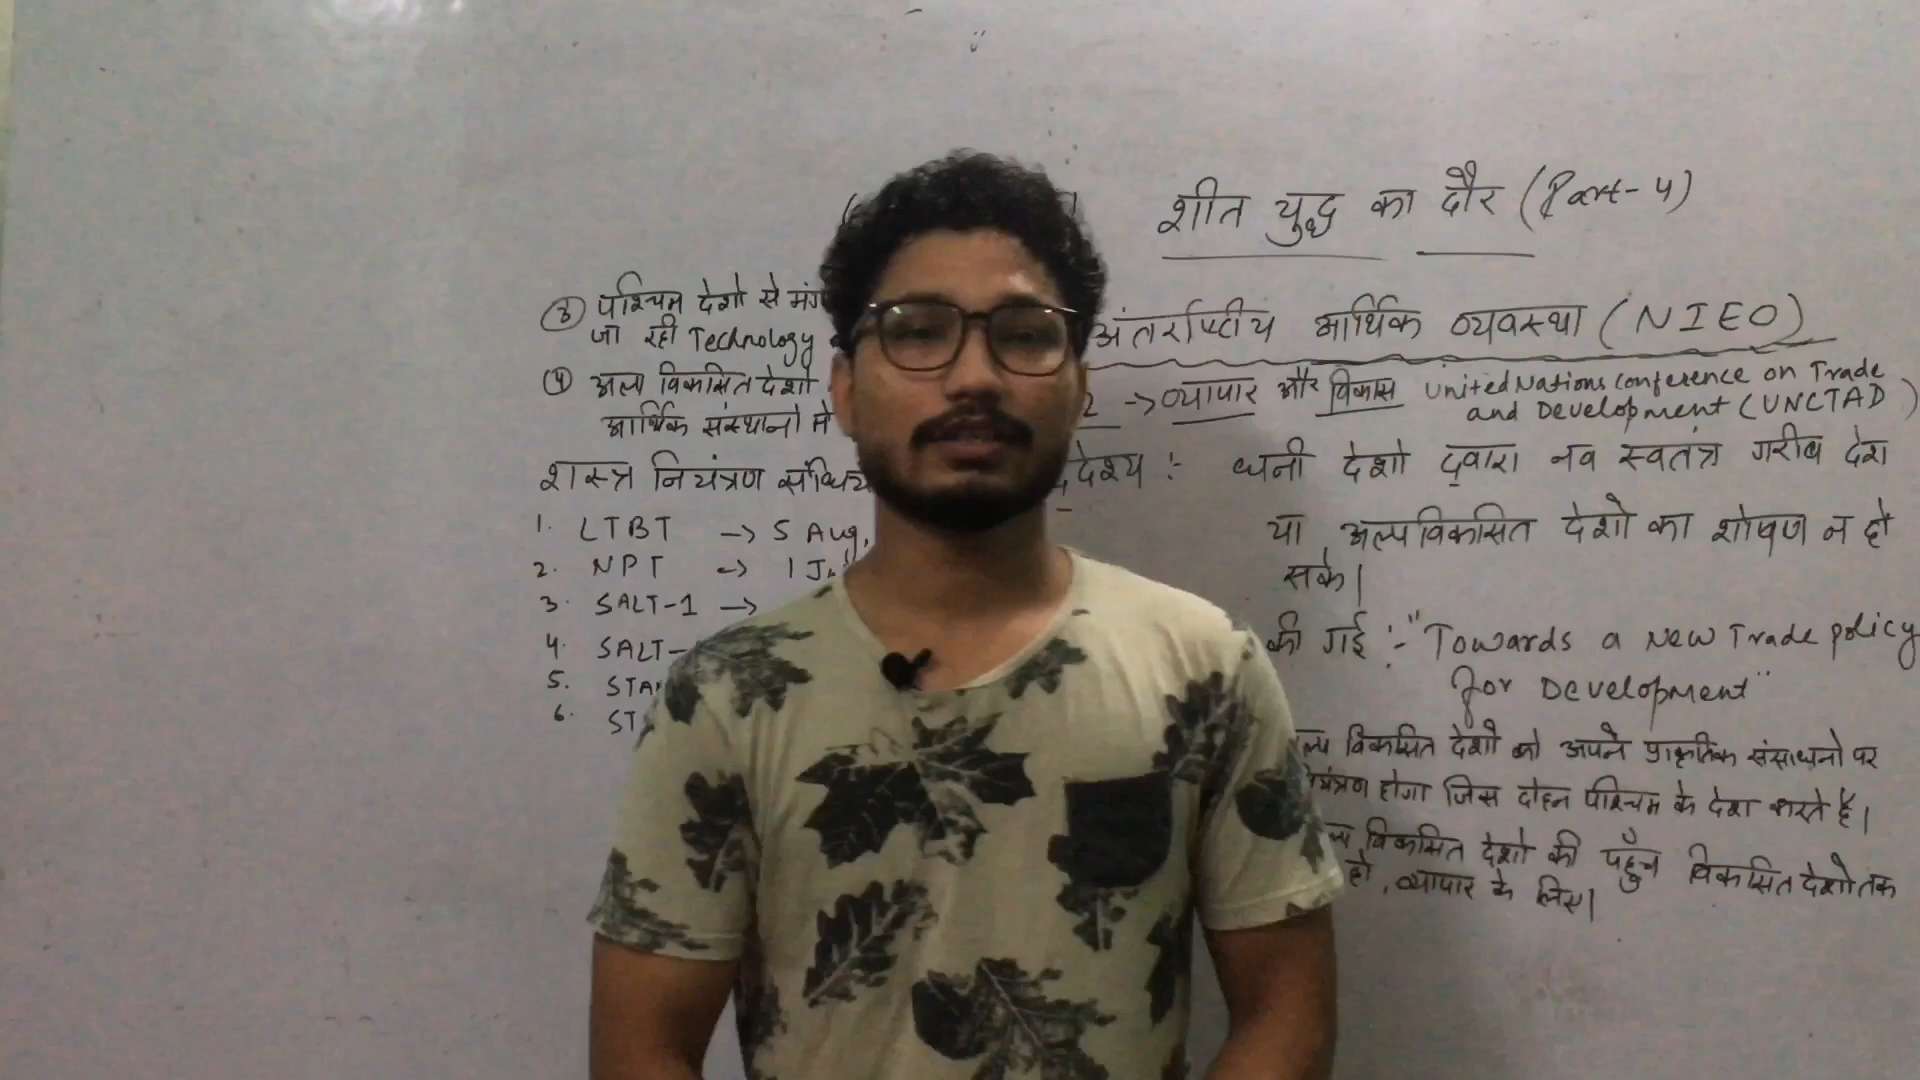 शीत युद्ध का दौर (Part-4)
अंतर्राष्ट्रीय आर्थिक व्यवस्था (NIEO)
2 → व्यापार और विकास United Nations Conference on Trade
and Development (UNCTAD)
देश्य :- धनी देशो द्वारा नव स्वतंत्र गरीब देश
या अल्पविकसित देशो का शोषण न हो
सके।
की गई :- "Towards a New Trade policy
for Development"
विकसित देशो को अपने प्राकृतिक संसाधनो पर
होगा जिस दोहन पश्चिम के देश करते हैं।
विकसित देशो की पहुँच विकसित देशो तक
हो, व्यापार के लिए।
③ पश्चिम देशो से
जा रही Technology
④ अल्प विकसित देशो
आर्थिक संस्थानो मे
शस्त्र नियंत्रण
1. LTBT → 5 Aug,
2. NPT → 1
3. SALT-1 →
4. SALT-
5. STA
6. ST